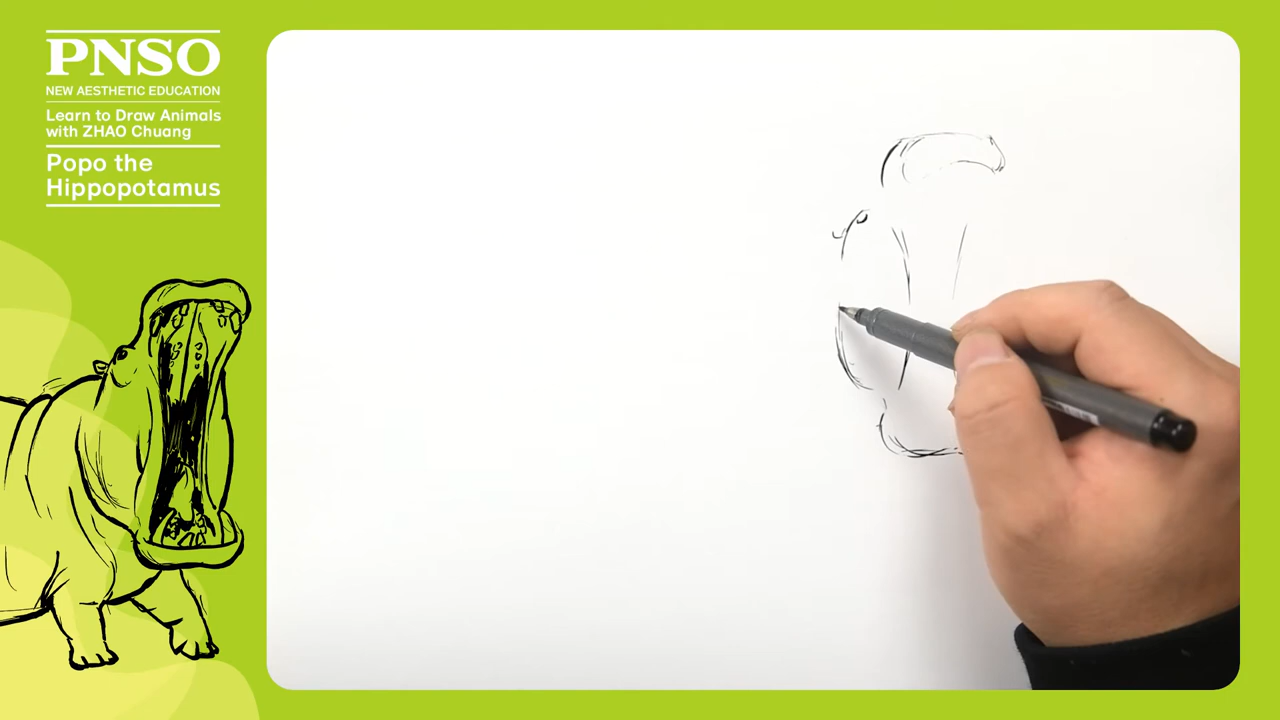 PNSO
NEW AESTHETIC EDUCATION
Learn to Draw Animals
with ZHAO Chuang
Popo the
Hippopotamus